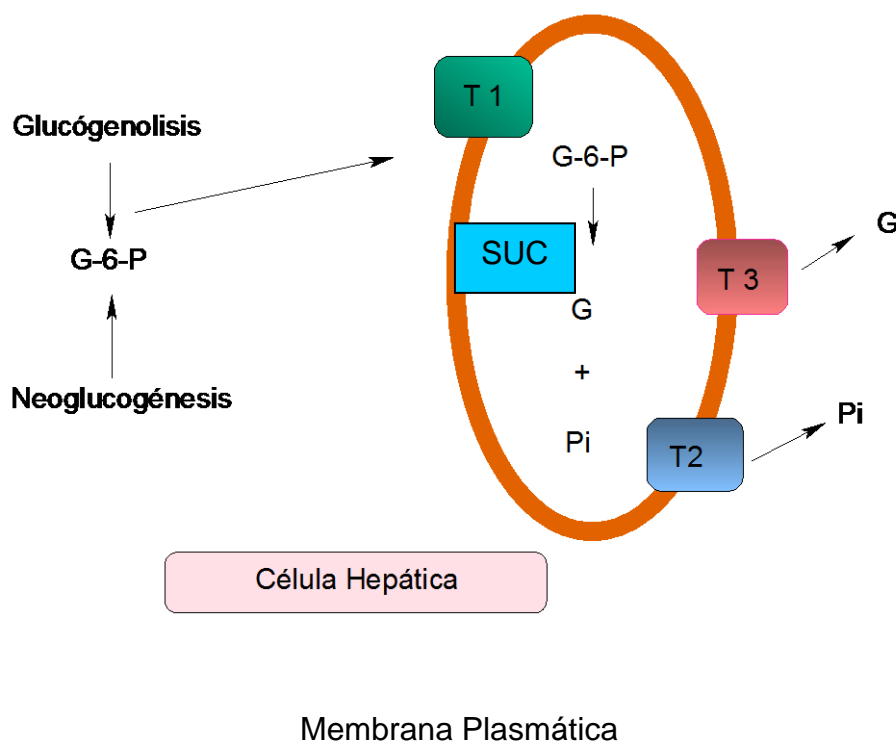 T 1
Glucógenolisis
G-6-P
G-6-P
SUC
G
T 3
G
+
Neoglucogénesis
Pi
T2
Pi
Célula Hepática
Membrana Plasmática